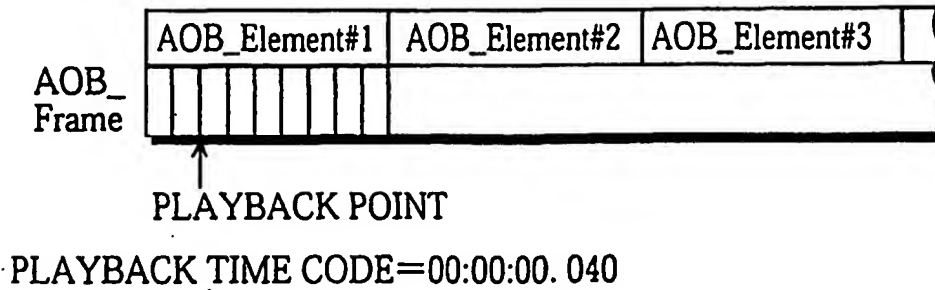 AOB_Element#1 AOB_Element#2 AOB_Element#3
AOB_
Frame
PLAYBACK POINT
PLAYBACK TIME CODE=00:00:00. 040